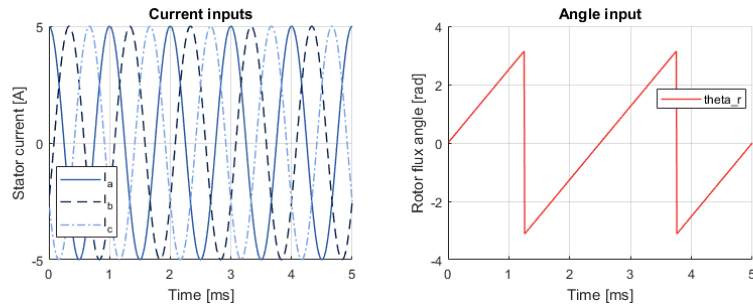 Current inputs
Stator current [A]
5
0
-5
I_a
I_b
I_c
0 1 2 3 4 5
Time [ms]
Angle input
Rotor flux angle [rad]
4
2
0
-2
-4
theta_r
0 1 2 3 4 5
Time [ms]